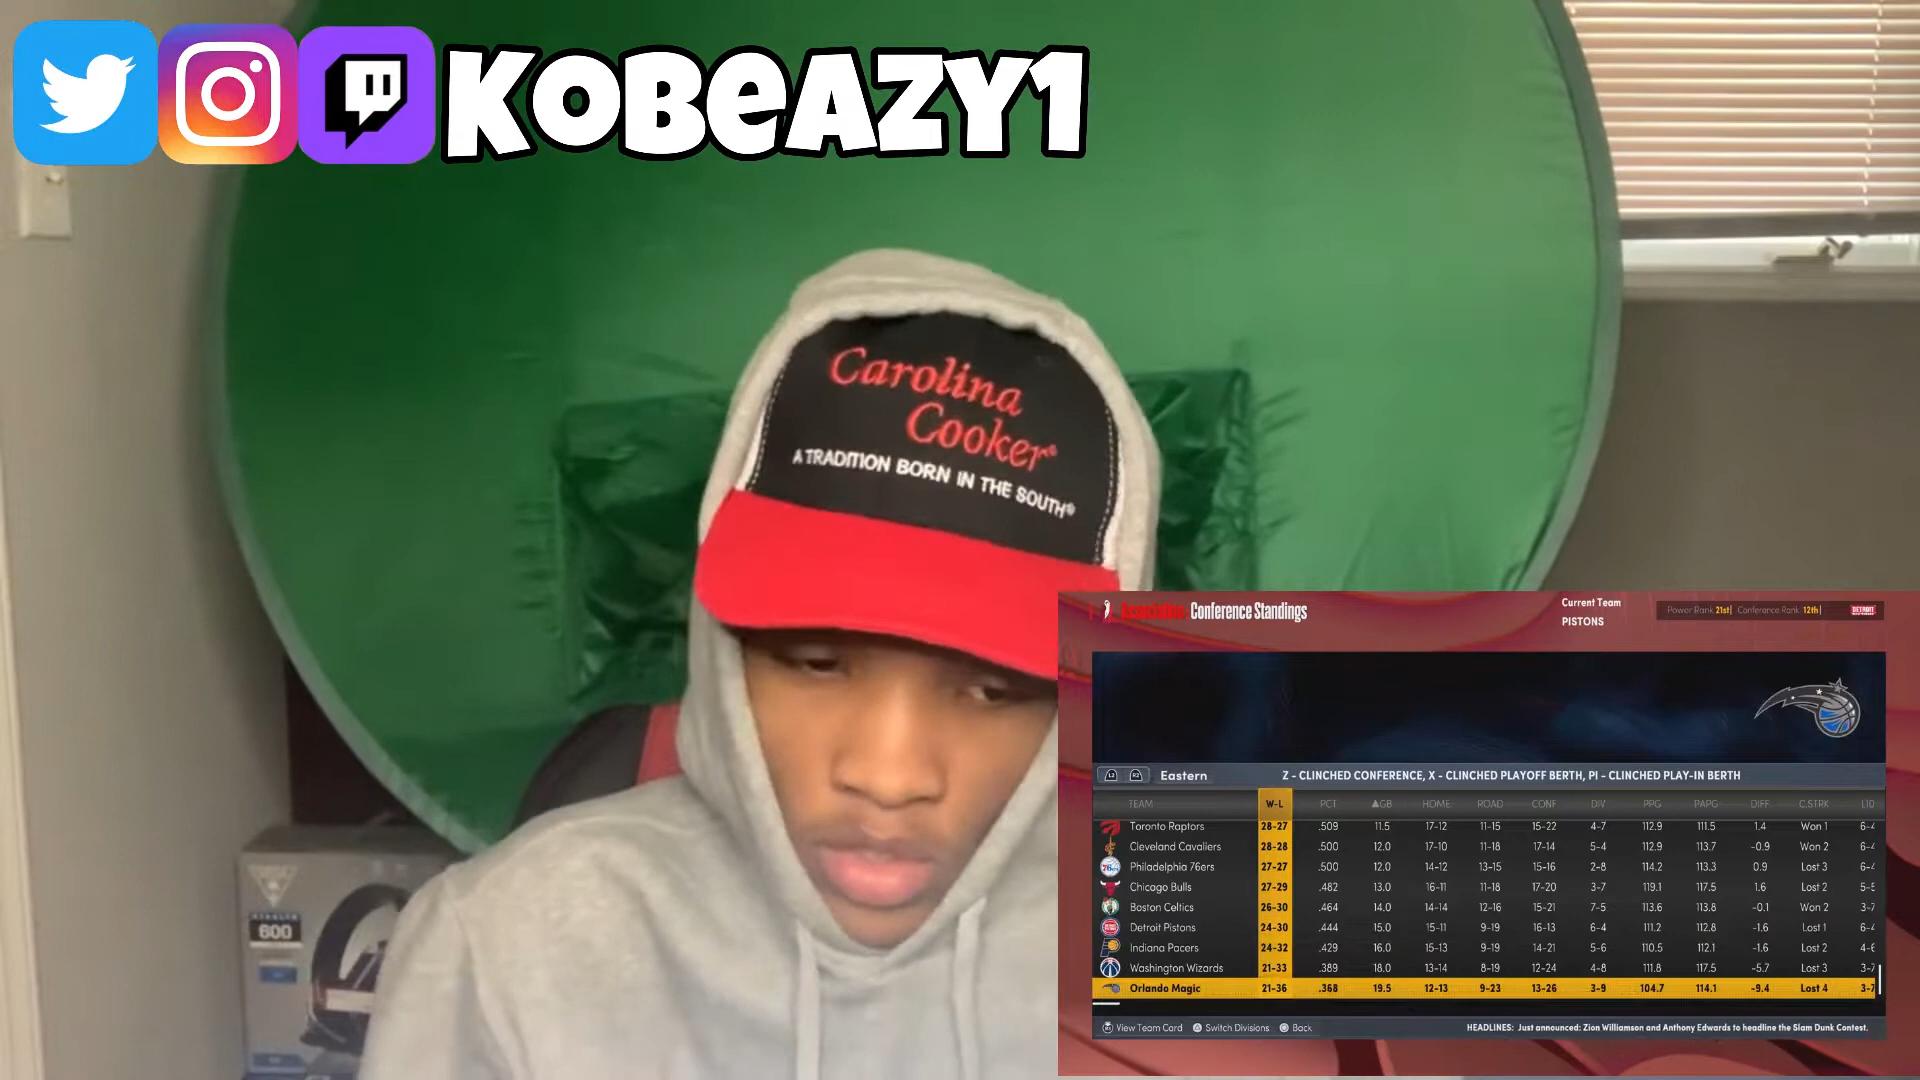 KOBEAZY1
Carolina
Cooker®
A TRADITION BORN IN THE SOUTH®
STEALTH
600
Association Conference Standings
Current Team
PISTONS
Power Rank 21st| Conference Rank 12th|
DETROIT
L2 R2 Eastern Z - CLINCHED CONFERENCE, X - CLINCHED PLAYOFF BERTH, PI - CLINCHED PLAY-IN BERTH
TEAM W-L PCT ▲GB HOME ROAD CONF DIV PPG PAPG DIFF C.STRK L10
Toronto Raptors 28-27 .509 11.5 17-12 11-15 15-22 4-7 112.9 111.5 1.4 Won 1
Cleveland Cavaliers 28-28 .500 12.0 17-10 11-18 17-14 5-4 112.9 113.7 -0.9 Won 2
Philadelphia 76ers 27-27 .500 12.0 14-12 13-15 15-16 2-8 114.2 113.3 0.9 Lost 3
Chicago Bulls 27-29 .482 13.0 16-11 11-18 17-20 3-7 119.1 117.5 1.6 Lost 2
Boston Celtics 26-30 .464 14.0 14-14 12-16 15-21 7-5 113.6 113.8 -0.1 Won 2
Detroit Pistons 24-30 .444 15.0 15-11 9-19 16-13 6-4 111.2 112.8 -1.6 Lost 1
Indiana Pacers 24-32 .429 16.0 15-13 9-19 14-21 5-6 110.5 112.1 -1.6 Lost 2
Washington Wizards 21-33 .389 18.0 13-14 8-19 12-24 4-8 111.8 117.5 -5.7 Lost 3
Orlando Magic 21-36 .368 19.5 12-13 9-23 13-26 3-9 104.7 114.1 -9.4 Lost 4
View Team Card Switch Divisions Back HEADLINES: Just announced: Zion Williamson and Anthony Edwards to headline the Slam Dunk Contest.